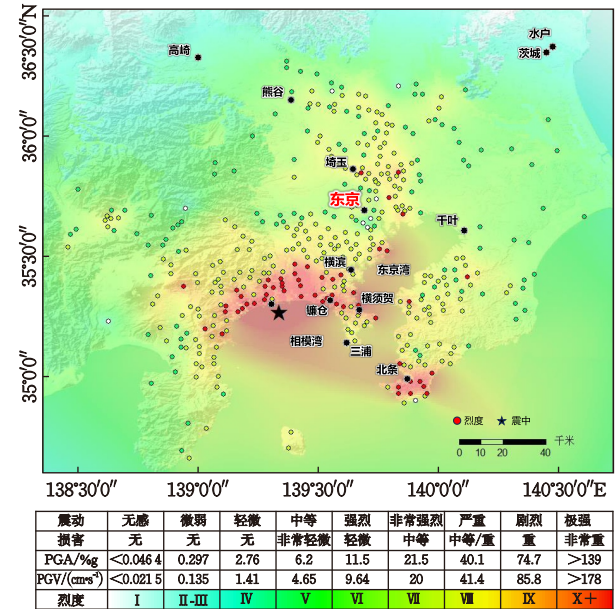 36°30′0″N
36°0′0″
35°30′0″
35°0′0″
水户
茨城
高崎
熊谷
埼玉
东京
千叶
横滨
东京湾
横须贺
镰仓
相模湾
三浦
北条
烈度 震中
0 10 20 40 千米
138°30′0″ 139°0′0″ 139°30′0″ 140°0′0″ 140°30′0″E
震动 无感 微弱 轻微 中等 强烈 非常强烈 严重 剧烈 极强
损害 无 无 无 非常轻微 轻微 中等 中等/重 重 非常重
PGA/%g <0.046 4 0.297 2.76 6.2 11.5 21.5 40.1 74.7 >139
PGV/(cm·s⁻¹) <0.021 5 0.135 1.41 4.65 9.64 20 41.4 85.8 >178
烈度 Ⅰ Ⅱ-Ⅲ Ⅳ Ⅴ Ⅵ Ⅶ Ⅷ Ⅸ Ⅹ+